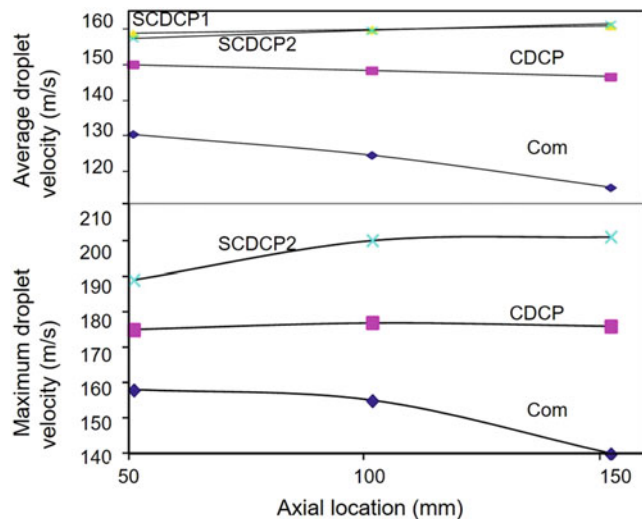 160
150
140
130
120
Average droplet
velocity (m/s)
SCDCP1
SCDCP2
CDCP
Com
210
200
190
180
170
160
150
140
Maximum droplet
velocity (m/s)
SCDCP2
CDCP
Com
50
100
150
Axial location (mm)